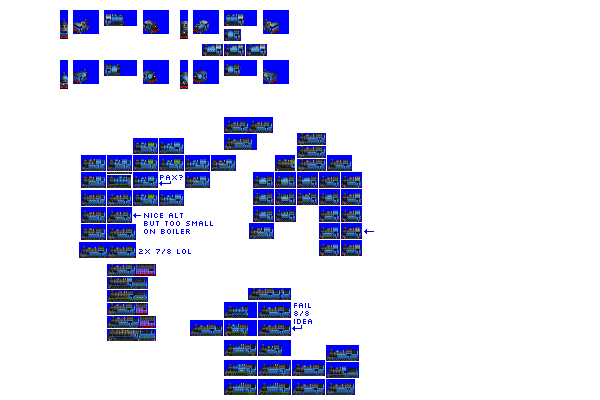 PAX?
NICE ALT
BUT TOO SMALL
ON BOILER
2X 7/8 LOL
FAIL
8/8
IDEA